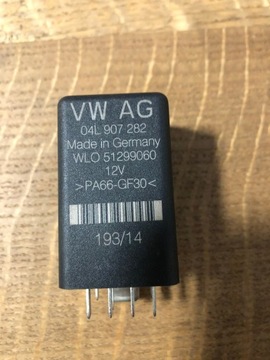 VW AG
04L 907 282
Made in Germany
WLO 51299060
12V
>PA66-GF30<
193/14